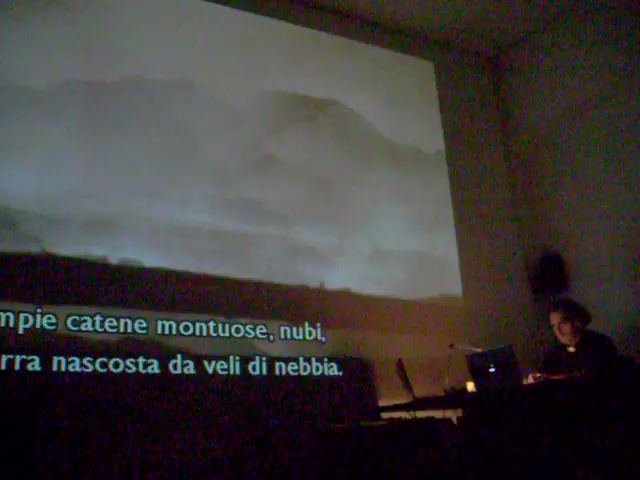 mpie catene montuose, nubi,
rra nascosta da veli di nebbia.